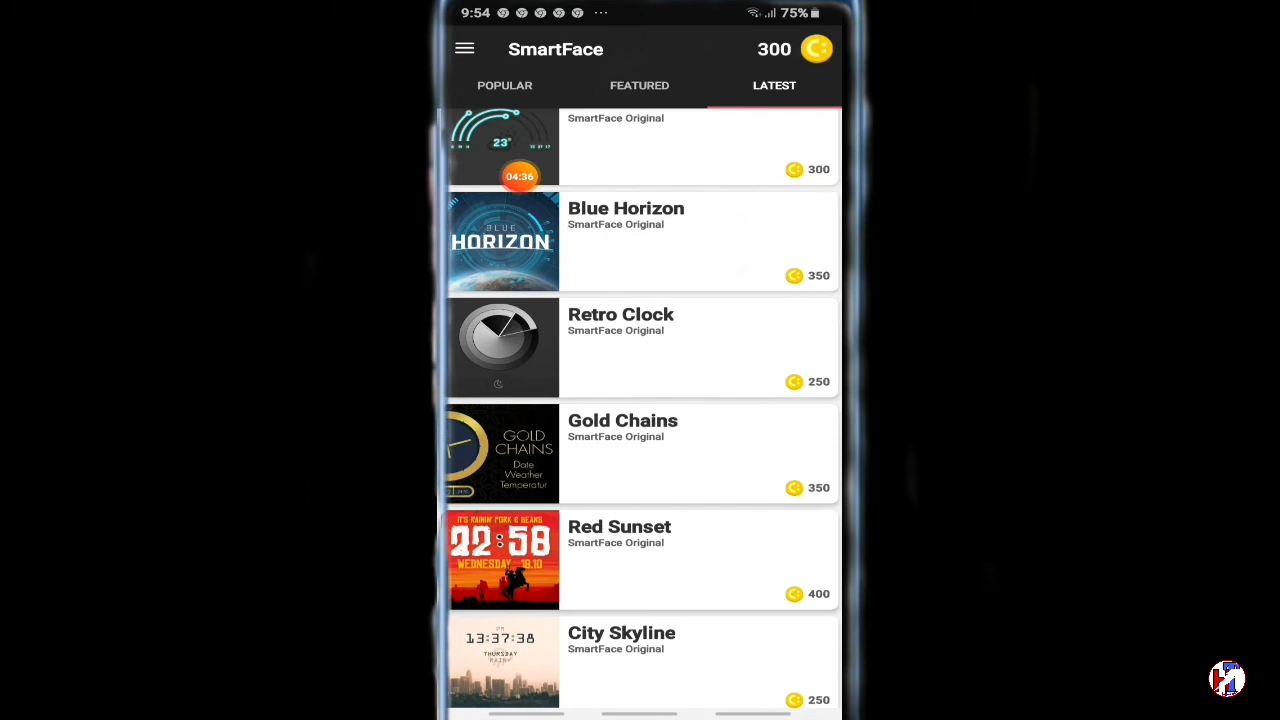 9:54 ... 75%
SmartFace 300
POPULAR FEATURED LATEST
SmartFace Original
23°
300
04:36
Blue Horizon
SmartFace Original
BLUE
HORIZON
350
Retro Clock
SmartFace Original
250
Gold Chains
SmartFace Original
GOLD
CHAINS
Date
Weather
Temperatur
350
Red Sunset
SmartFace Original
IT'S RAININ' PORK & BEANS
22:58
WEDNESDAY 18.10
400
City Skyline
SmartFace Original
13:37:38
THURSDAY
RAINY
250